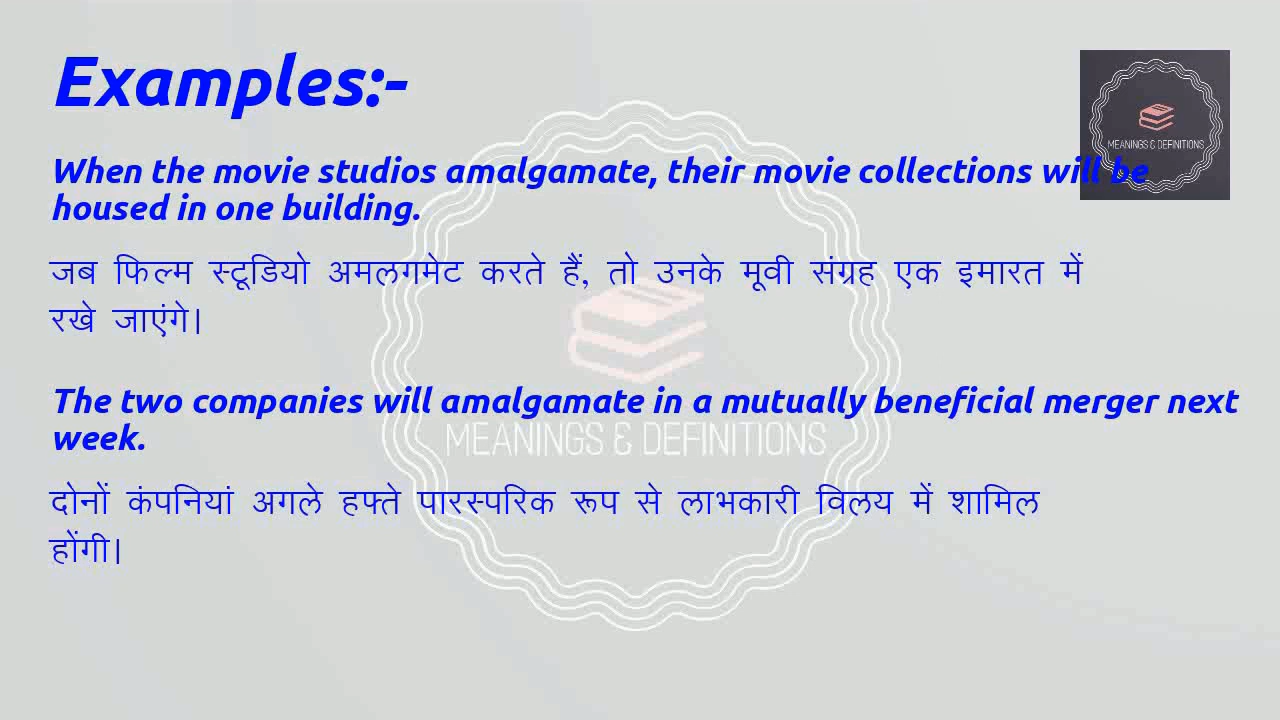 Examples:-
MEANINGS & DEFINITIONS
When the movie studios amalgamate, their movie collections will be
housed in one building.
जब फिल्म स्टूडियो अमलगमेट करते हैं, तो उनके मूवी संग्रह एक इमारत में
रखे जाएंगे।
The two companies will amalgamate in a mutually beneficial merger next
week.
MEANINGS & DEFINITIONS
दोनों कंपनियां अगले हफ्ते पारस्परिक रूप से लाभकारी विलय में शामिल
होंगी।